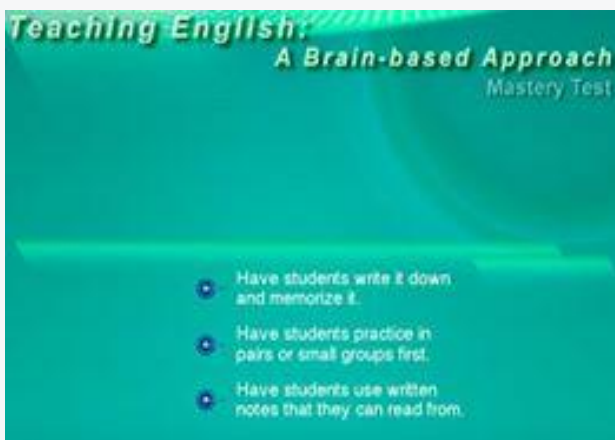 Teaching English:
A Brain-based Approach
Mastery Test
Have students write it down
and memorize it.
Have students practice in
pairs or small groups first.
Have students use written
notes that they can read from.